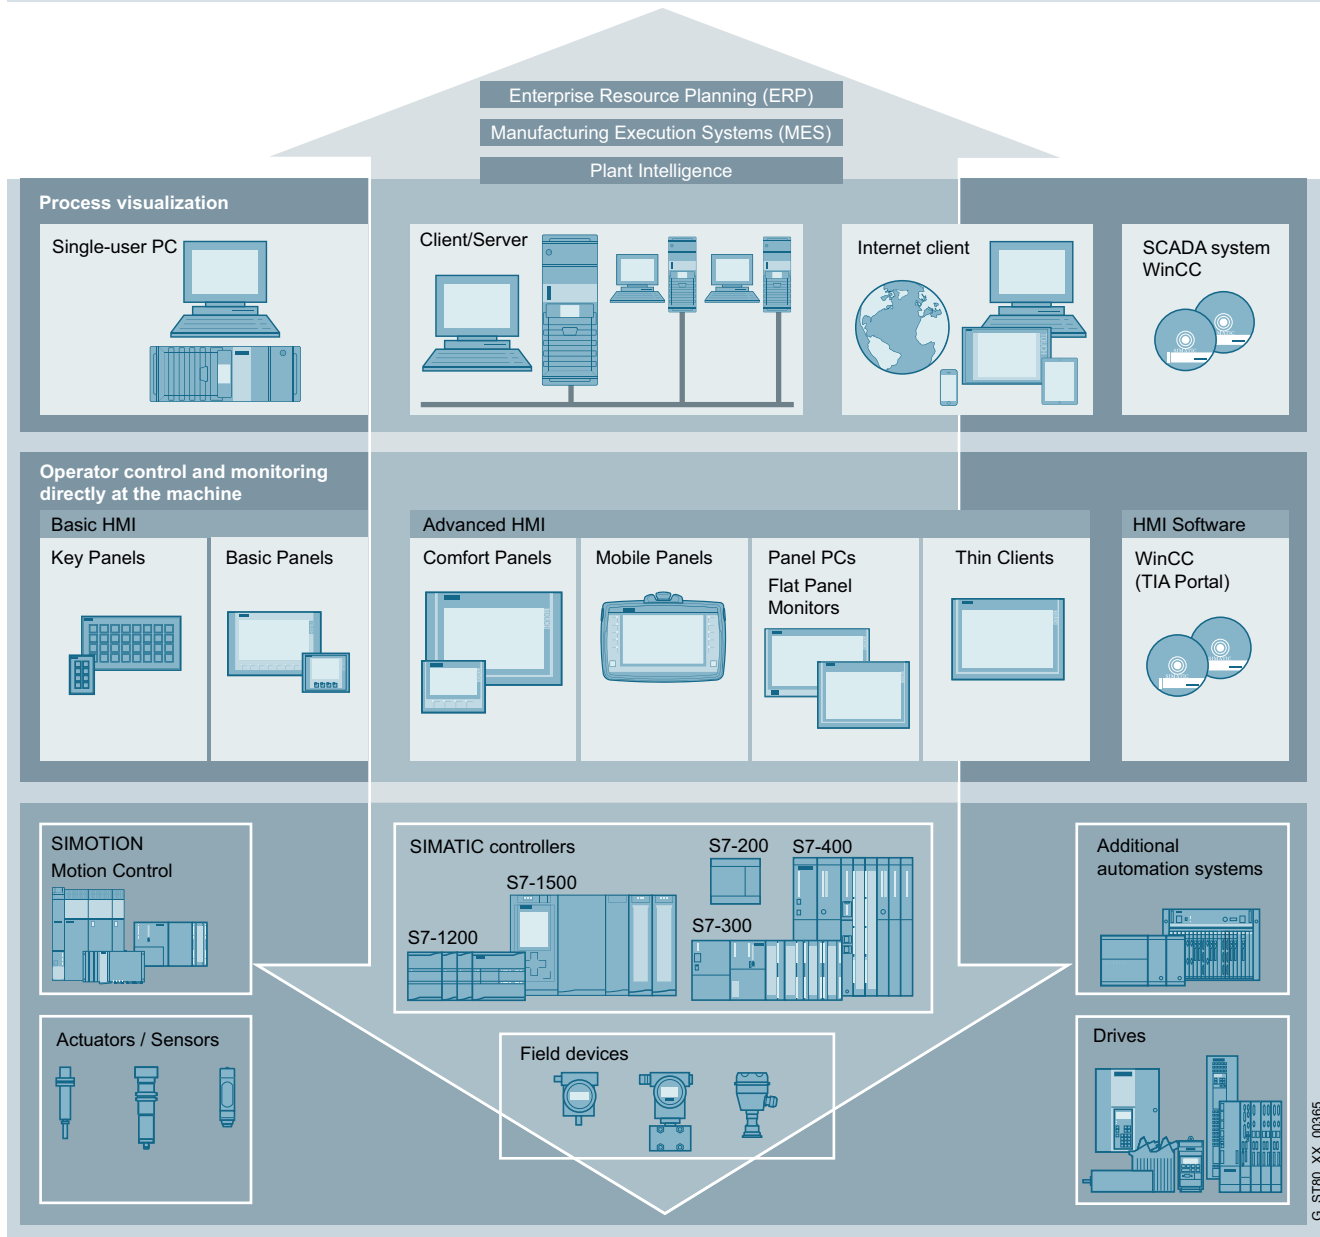 Enterprise Resource Planning (ERP)
Manufacturing Execution Systems (MES)
Plant Intelligence
Process visualization
Single-user PC
Client/Server
Internet client
SCADA system
WinCC
Operator control and monitoring
directly at the machine
Basic HMI
Key Panels
Basic Panels
Advanced HMI
Comfort Panels
Mobile Panels
Panel PCs
Flat Panel
Monitors
Thin Clients
HMI Software
WinCC
(TIA Portal)
SIMOTION
Motion Control
SIMATIC controllers
S7-200
S7-400
S7-1500
S7-300
S7-1200
Additional
automation systems
Actuators / Sensors
Field devices
Drives
G_ST80_XX_00365